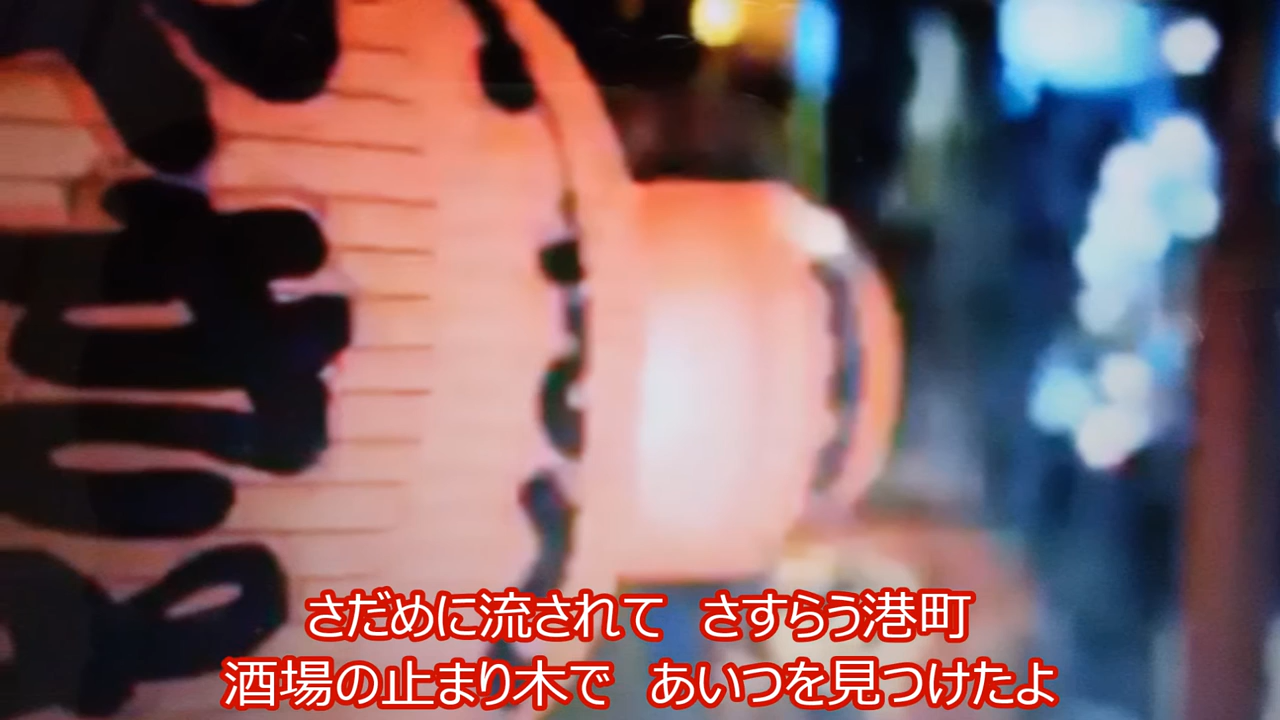 さだめに流されて　さすらう港町
酒場の止まり木で　あいつを見つけたよ